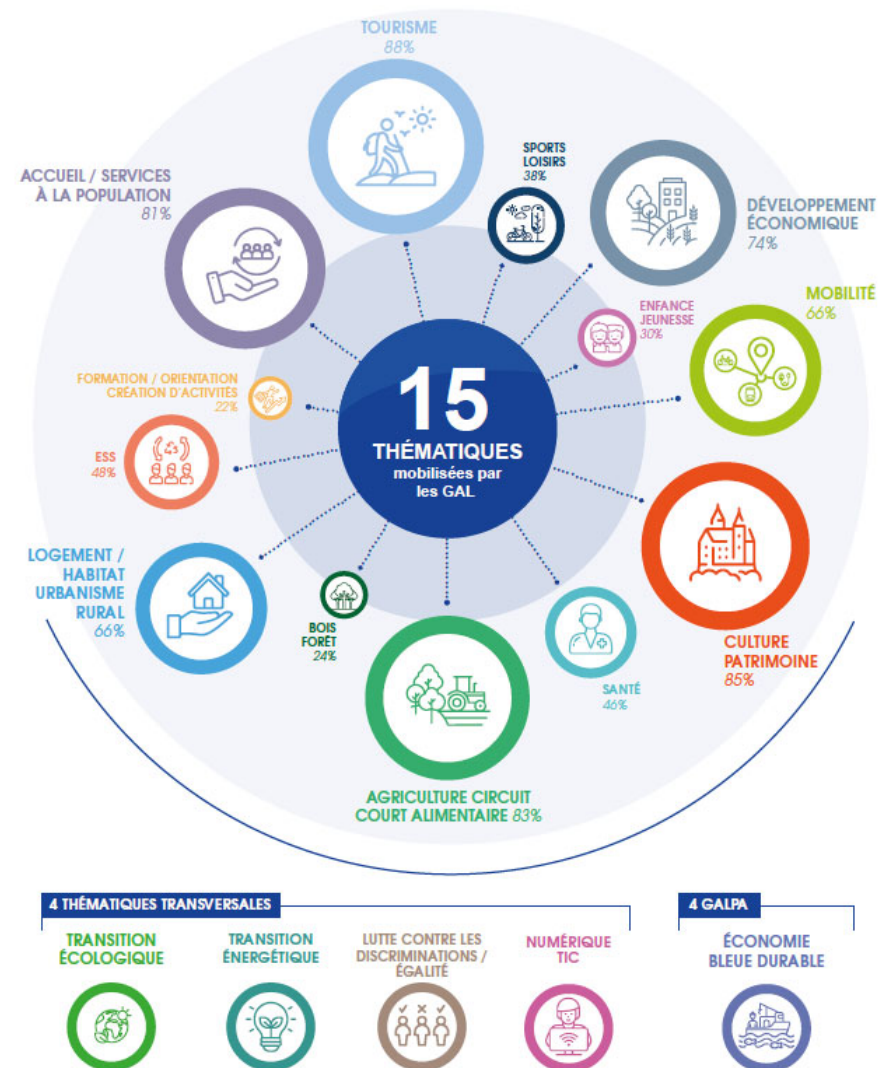 TOURISME
88%
SPORTS
LOISIRS
38%
ACCUEIL / SERVICES
À LA POPULATION
81%
DÉVELOPPEMENT
ÉCONOMIQUE
74%
MOBILITÉ
66%
ENFANCE
JEUNESSE
30%
15
THÉMATIQUES
mobilisées par
les GAL
FORMATION / ORIENTATION
CRÉATION D'ACTIVITÉS
22%
ESS
48%
LOGEMENT /
HABITAT
URBANISME
RURAL
66%
BOIS
FORÊT
24%
CULTURE
PATRIMOINE
85%
SANTÉ
46%
AGRICULTURE CIRCUIT
COURT ALIMENTAIRE 83%
4 THÉMATIQUES TRANSVERSALES
TRANSITION
ÉCOLOGIQUE
TRANSITION
ÉNERGÉTIQUE
LUTTE CONTRE LES
DISCRIMINATIONS /
ÉGALITÉ
NUMÉRIQUE
TIC
4 GALPA
ÉCONOMIE
BLEUE DURABLE